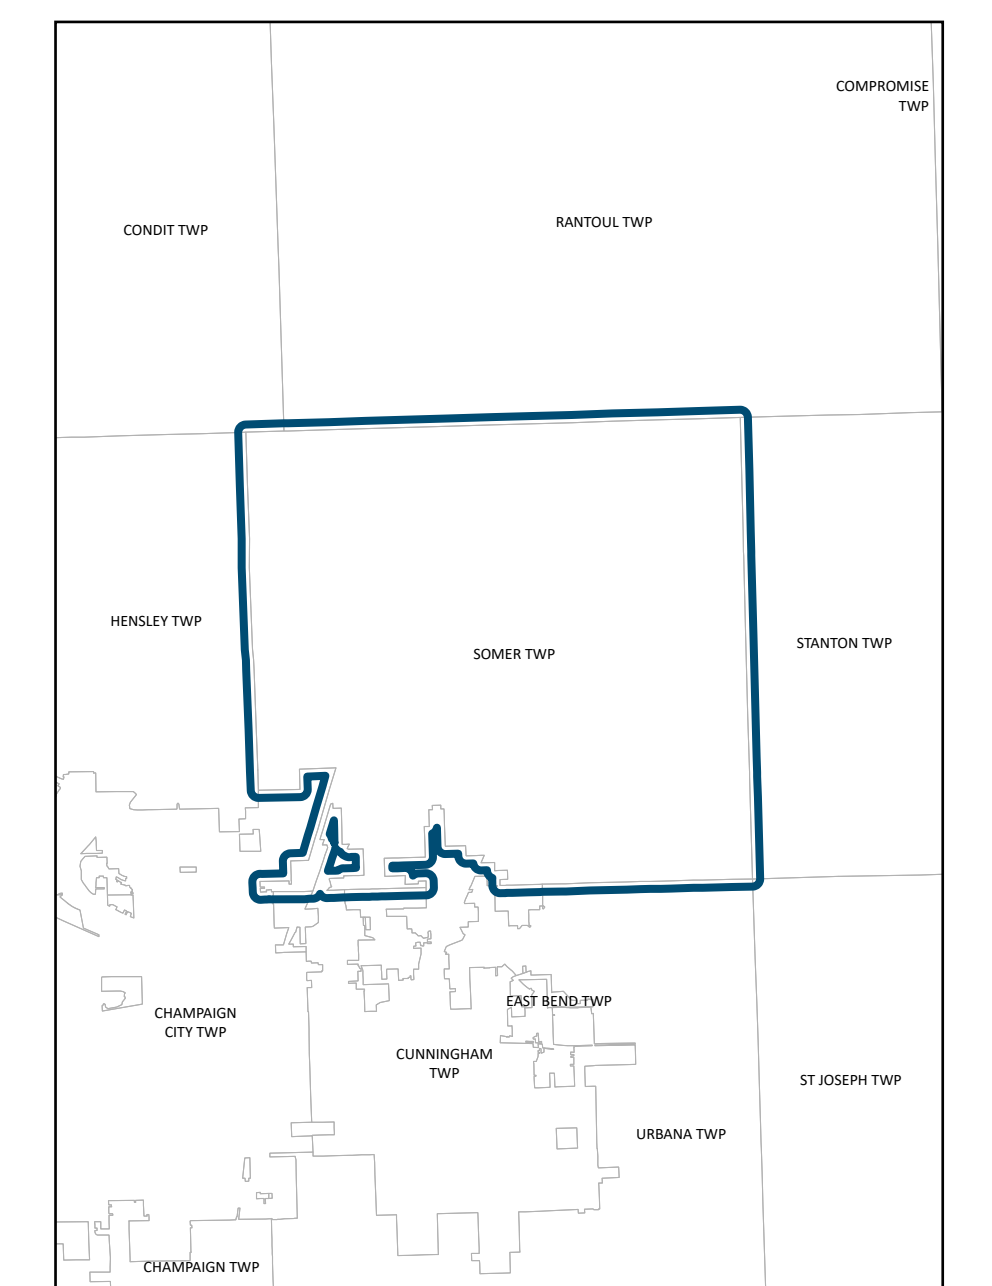 COMPROMISE
TWP
RANTOUL TWP
CONDIT TWP
HENSLEY TWP
STANTON TWP
SOMER TWP
EAST BEND TWP
CHAMPAIGN
CITY TWP
CUNNINGHAM
TWP
ST JOSEPH TWP
URBANA TWP
CHAMPAIGN TWP